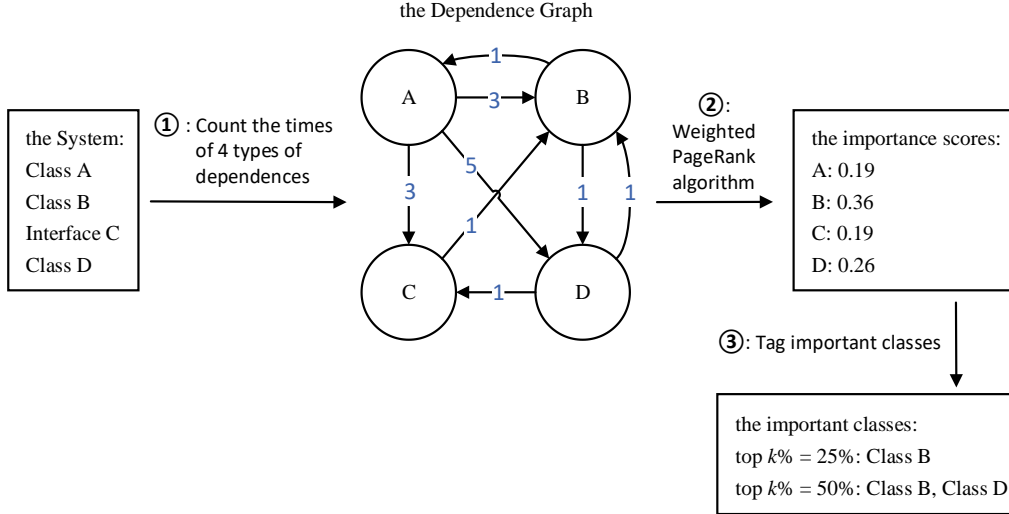 the Dependence Graph
the System:
Class A
Class B
Interface C
Class D
① : Count the times
of 4 types of
dependences
A
B
C
D
1
3
3
5
1
1
1
1
②:
Weighted
PageRank
algorithm
the importance scores:
A: 0.19
B: 0.36
C: 0.19
D: 0.26
③: Tag important classes
the important classes:
top k% = 25%: Class B
top k% = 50%: Class B, Class D